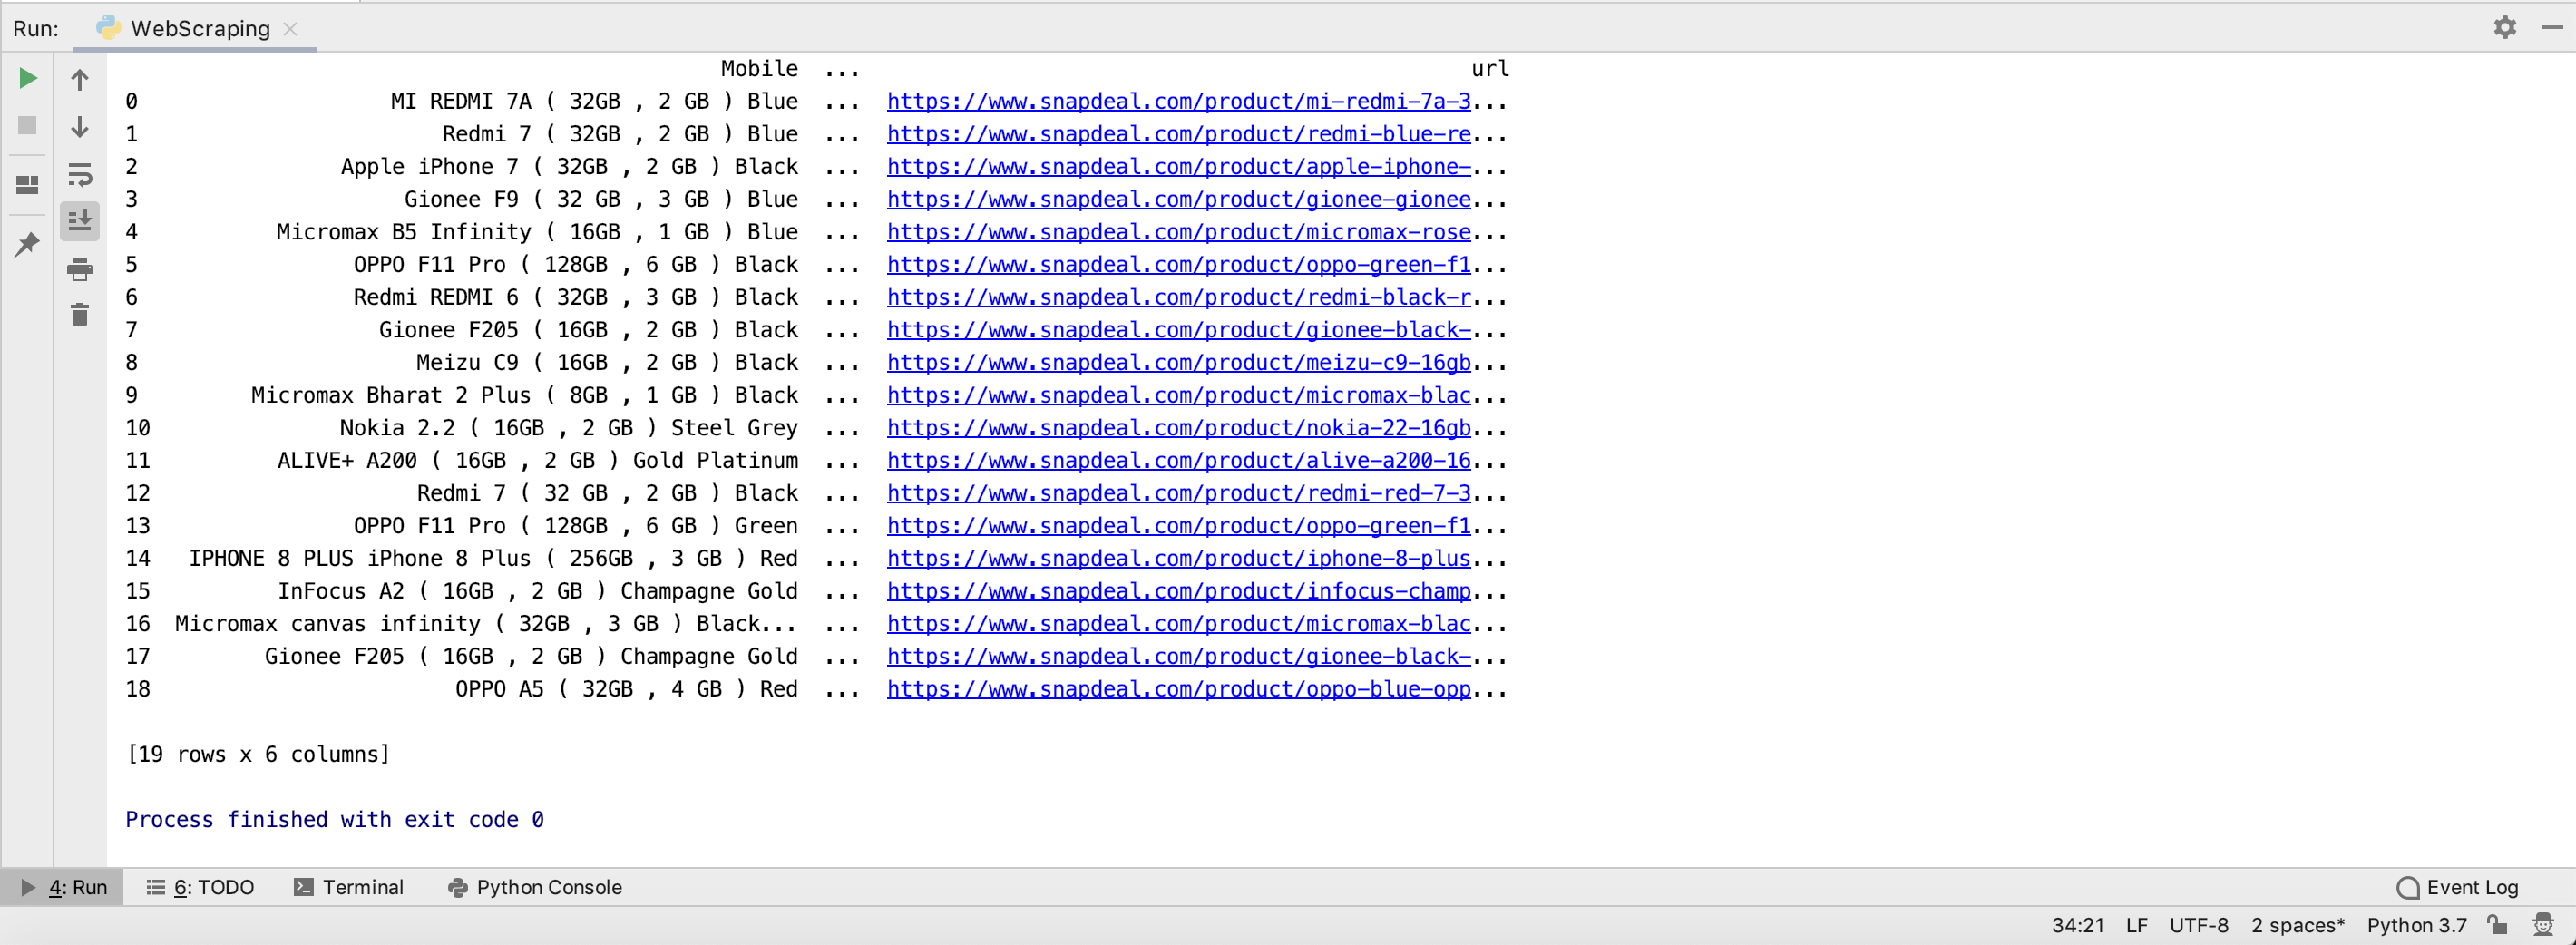 Run: WebScraping
Mobile ... url
0 MI REDMI 7A ( 32GB , 2 GB ) Blue ... https://www.snapdeal.com/product/mi-redmi-7a-3...
1 Redmi 7 ( 32GB , 2 GB ) Blue ... https://www.snapdeal.com/product/redmi-blue-re...
2 Apple iPhone 7 ( 32GB , 2 GB ) Black ... https://www.snapdeal.com/product/apple-iphone-...
3 Gionee F9 ( 32 GB , 3 GB ) Blue ... https://www.snapdeal.com/product/gionee-gionee...
4 Micromax B5 Infinity ( 16GB , 1 GB ) Blue ... https://www.snapdeal.com/product/micromax-rose...
5 OPPO F11 Pro ( 128GB , 6 GB ) Black ... https://www.snapdeal.com/product/oppo-green-f1...
6 Redmi REDMI 6 ( 32GB , 3 GB ) Black ... https://www.snapdeal.com/product/redmi-black-r...
7 Gionee F205 ( 16GB , 2 GB ) Black ... https://www.snapdeal.com/product/gionee-black-...
8 Meizu C9 ( 16GB , 2 GB ) Black ... https://www.snapdeal.com/product/meizu-c9-16gb...
9 Micromax Bharat 2 Plus ( 8GB , 1 GB ) Black ... https://www.snapdeal.com/product/micromax-blac...
10 Nokia 2.2 ( 16GB , 2 GB ) Steel Grey ... https://www.snapdeal.com/product/nokia-22-16gb...
11 ALIVE+ A200 ( 16GB , 2 GB ) Gold Platinum ... https://www.snapdeal.com/product/alive-a200-16...
12 Redmi 7 ( 32 GB , 2 GB ) Black ... https://www.snapdeal.com/product/redmi-red-7-3...
13 OPPO F11 Pro ( 128GB , 6 GB ) Green ... https://www.snapdeal.com/product/oppo-green-f1...
14 IPHONE 8 PLUS iPhone 8 Plus ( 256GB , 3 GB ) Red ... https://www.snapdeal.com/product/iphone-8-plus...
15 InFocus A2 ( 16GB , 2 GB ) Champagne Gold ... https://www.snapdeal.com/product/infocus-champ...
16 Micromax canvas infinity ( 32GB , 3 GB ) Black... ... https://www.snapdeal.com/product/micromax-blac...
17 Gionee F205 ( 16GB , 2 GB ) Champagne Gold ... https://www.snapdeal.com/product/gionee-black-...
18 OPPO A5 ( 32GB , 4 GB ) Red ... https://www.snapdeal.com/product/oppo-blue-opp...
[19 rows x 6 columns]
Process finished with exit code 0
4: Run 6: TODO Terminal Python Console Event Log
34:21 LF UTF-8 2 spaces* Python 3.7